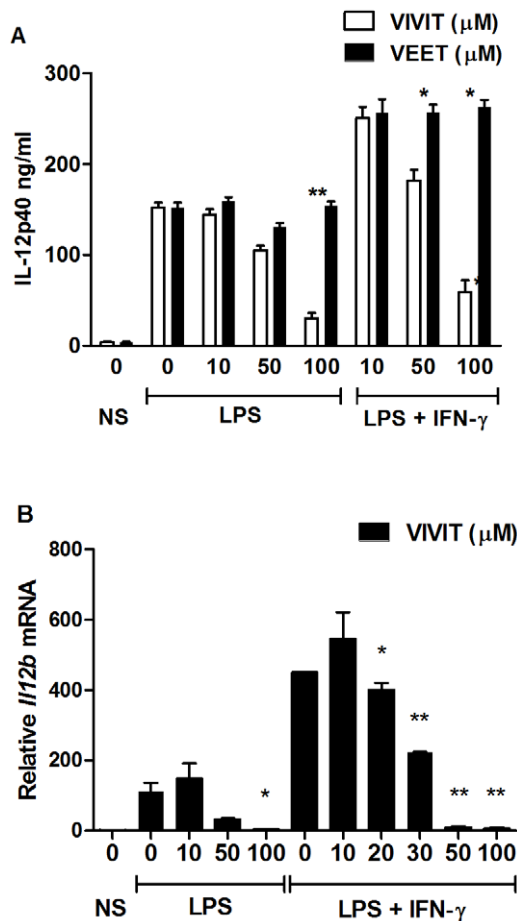 A
VIVIT (μM)
VEET (μM)
IL-12p40 ng/ml
300
200
100
0
** * * *
0 0 10 50 100 10 50 100
NS LPS LPS + IFN-γ
B
VIVIT (μM)
Relative Il12b mRNA
800
600
400
200
0
* * ** ** **
0 0 10 50 100 0 10 20 30 50 100
NS LPS LPS + IFN-γ